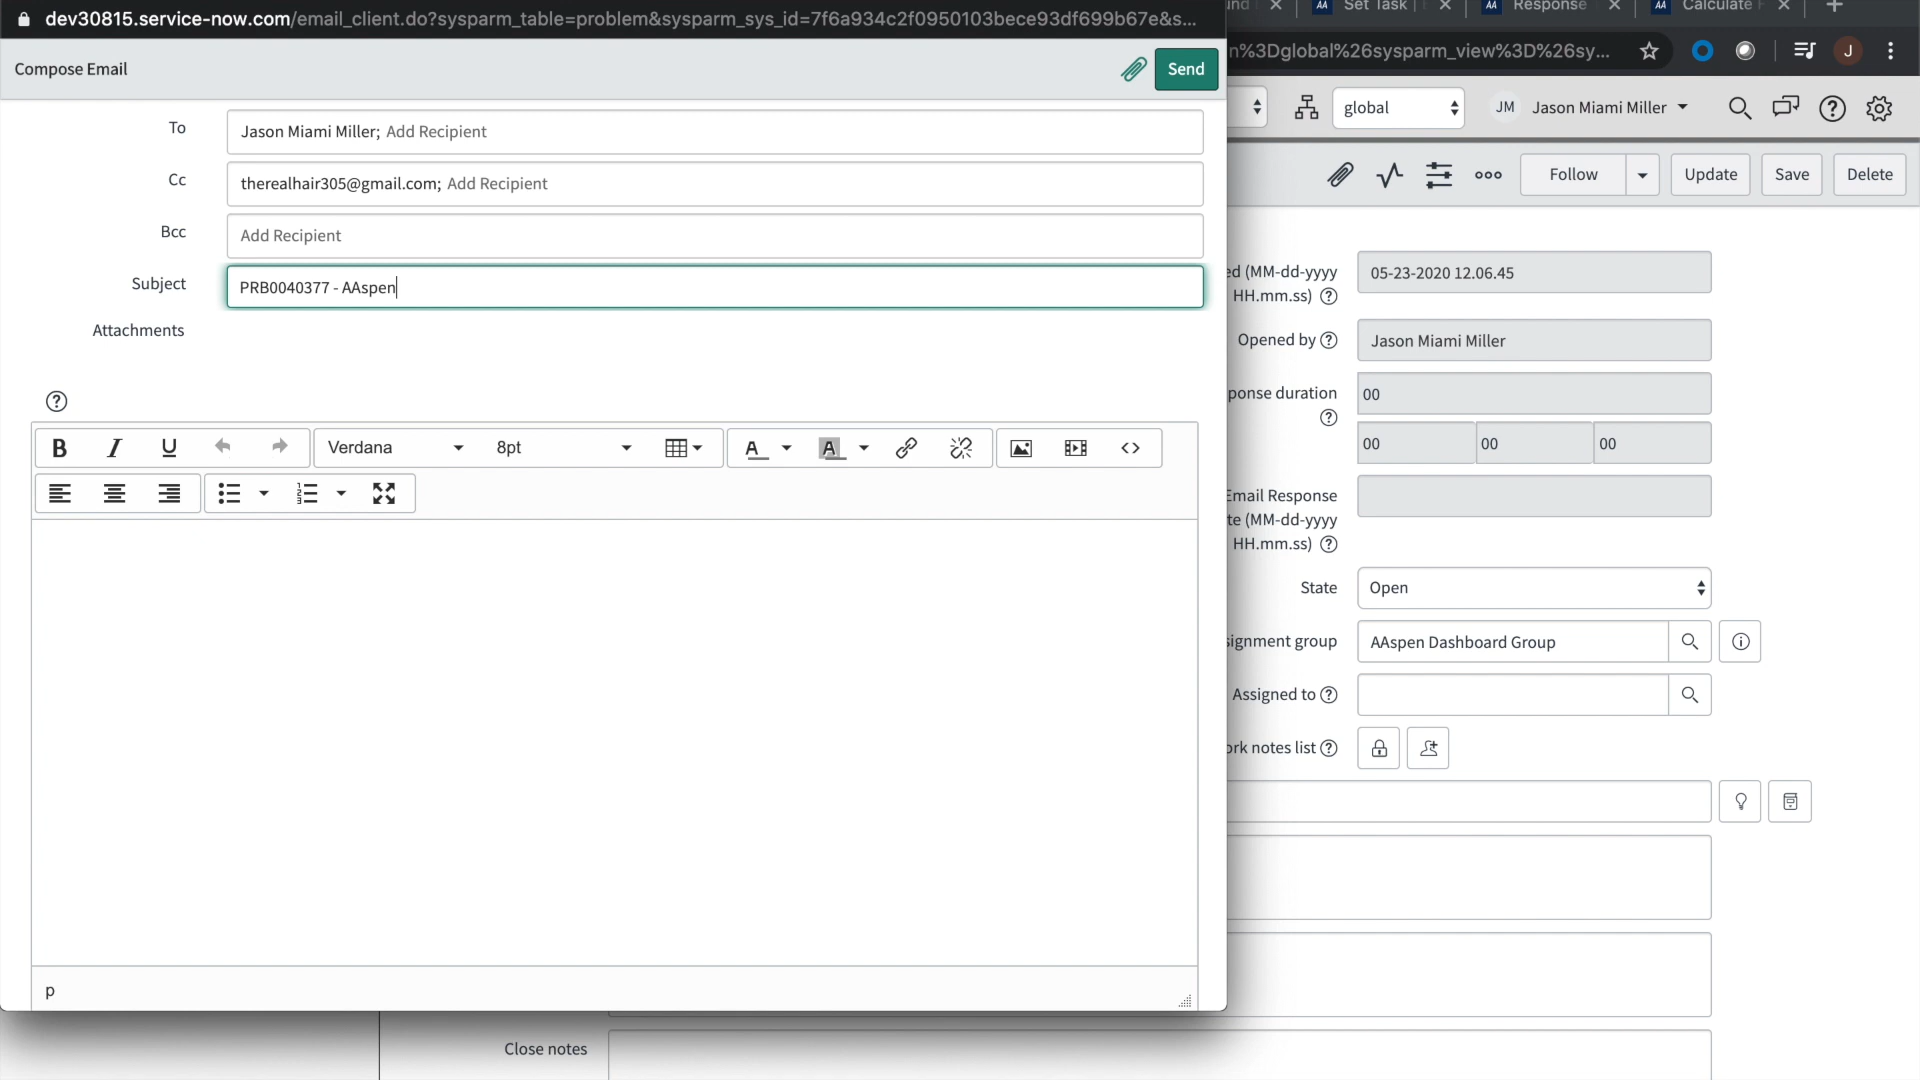 dev30815.service-now.com/email_client.do?sysparm_table=problem&sysparm_sys_id=7f6a934c2f0950103bece93df699b67e&s...
Set Task
Response
Calculate
n%3Dglobal%26sysparm_view%3D%26sy...
J
Compose Email
Send
To
Jason Miami Miller; Add Recipient
Cc
therealhair305@gmail.com; Add Recipient
Bcc
Add Recipient
Subject
PRB0040377 - AAspen
Attachments
B I U
Verdana
8pt
A
A
p
global
JM Jason Miami Miller
Follow
Update
Save
Delete
ed (MM-dd-yyyy
HH.mm.ss)
05-23-2020 12.06.45
Opened by
Jason Miami Miller
ponse duration
00
00
00
00
Email Response
te (MM-dd-yyyy
HH.mm.ss)
State
Open
signment group
AAspen Dashboard Group
Assigned to
ork notes list
Close notes